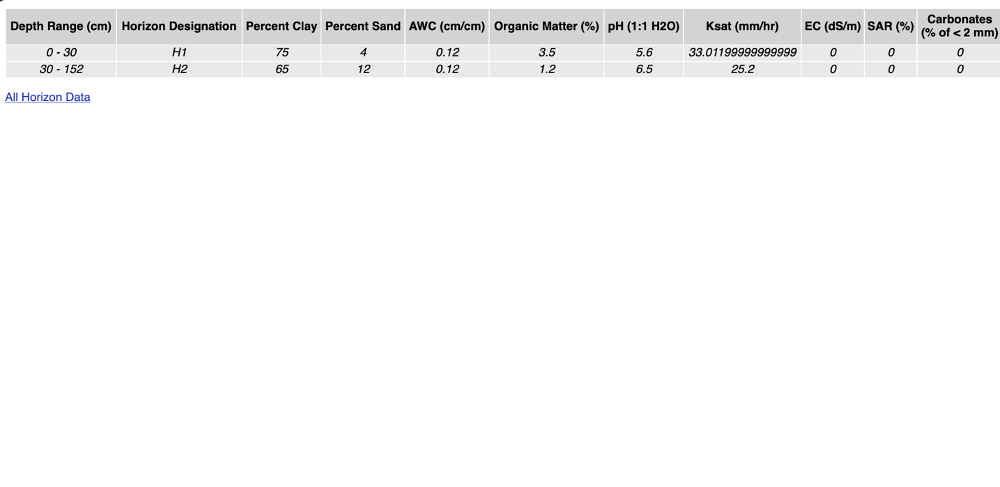 Depth Range (cm) Horizon Designation Percent Clay Percent Sand AWC (cm/cm) Organic Matter (%) pH (1:1 H2O) Ksat (mm/hr) EC (dS/m) SAR (%) Carbonates (% of < 2 mm)
0 - 30 H1 75 4 0.12 3.5 5.6 33.01199999999999 0 0 0
30 - 152 H2 65 12 0.12 1.2 6.5 25.2 0 0 0
All Horizon Data